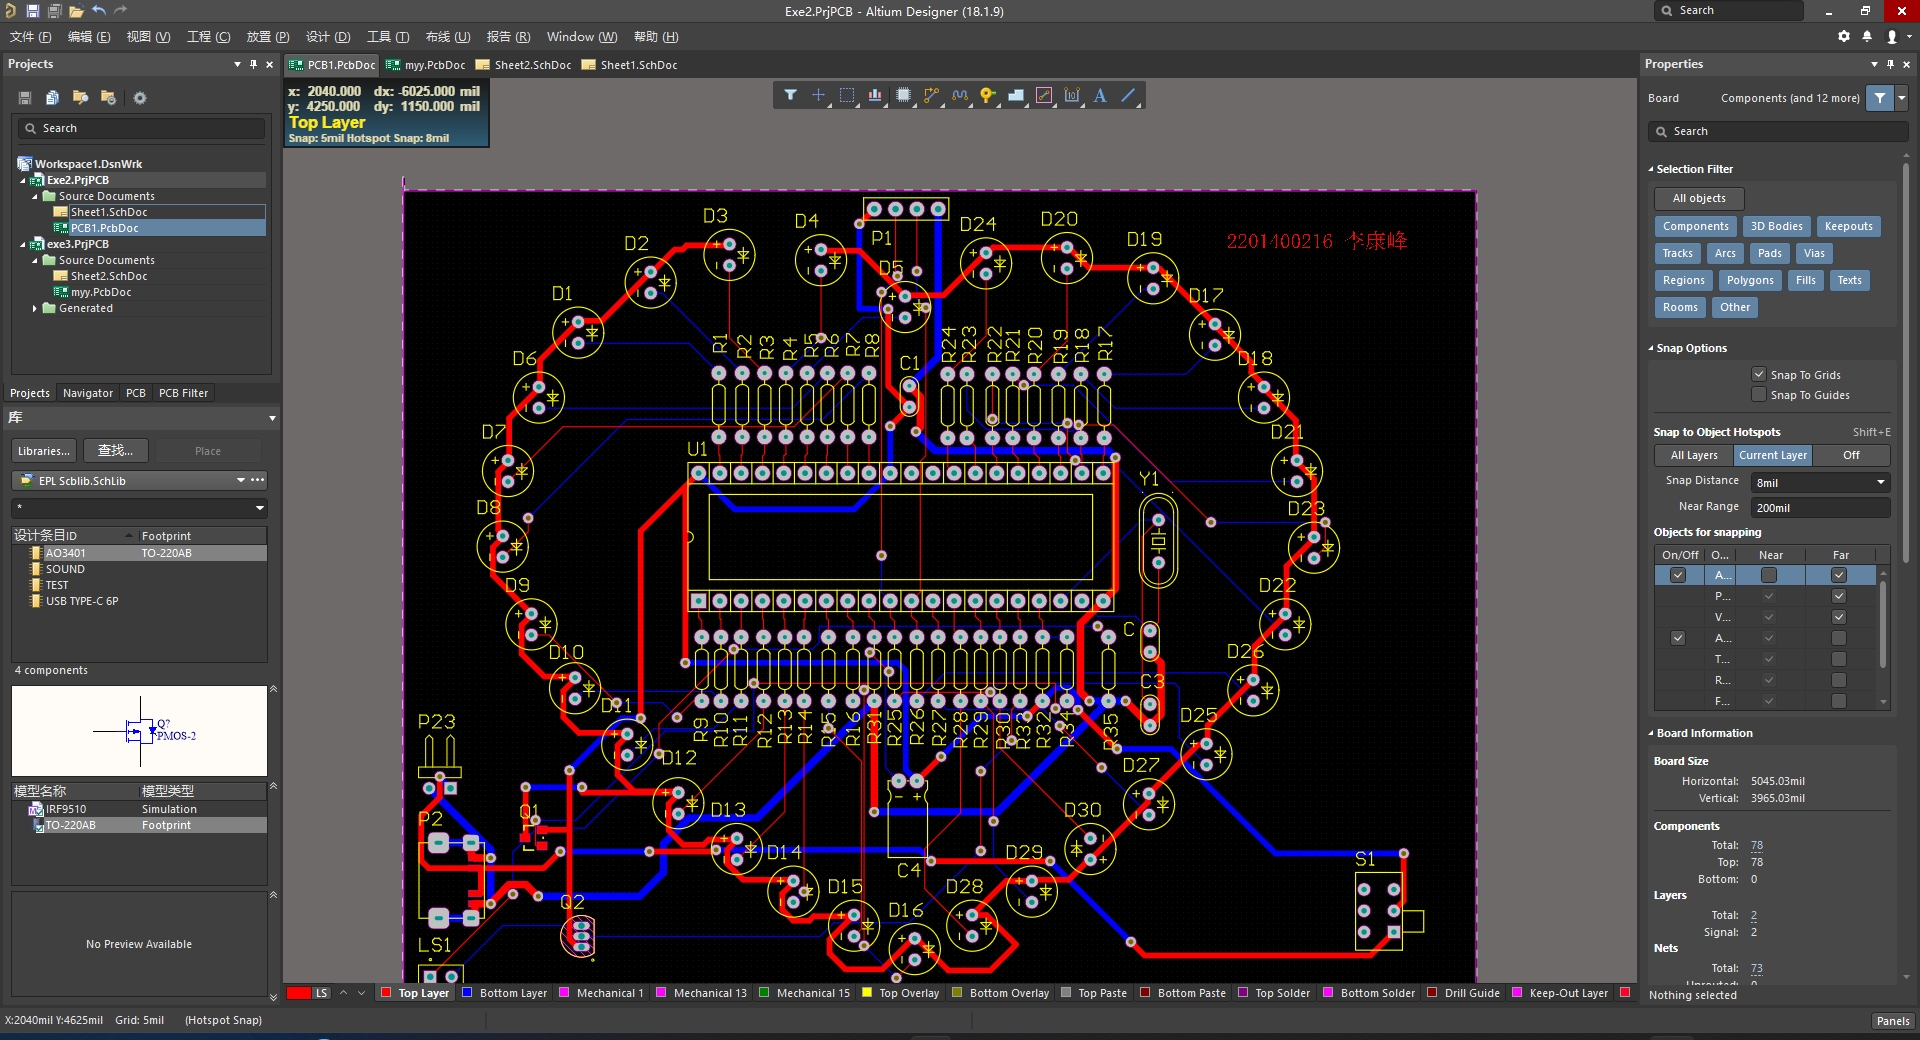 Exe2.PrjPCB - Altium Designer (18.1.9)
Search
文件 (F) 编辑 (E) 视图 (V) 工程 (C) 放置 (P) 设计 (D) 工具 (T) 布线 (U) 报告 (R) Window (W) 帮助 (H)
Projects
PCB1.PcbDoc myy.PcbDoc Sheet2.SchDoc Sheet1.SchDoc
Search
Workspace1.DsnWrk
Exe2.PrjPCB
Source Documents
Sheet1.SchDoc
PCB1.PcbDoc
exe3.PrjPCB
Source Documents
Sheet2.SchDoc
myy.PcbDoc
Generated
Projects Navigator PCB PCB Filter
库
Libraries... 查找... Place
EPL Scblib.SchLib
*
设计条目ID Footprint
AO3401 TO-220AB
SOUND
TEST
USB TYPE-C 6P
4 components
Q?
PMOS-2
模型名称 模型类型
IRF9510 Simulation
TO-220AB Footprint
No Preview Available
x: 2040.000 dx: -6025.000 mil
y: 4250.000 dy: 1150.000 mil
Top Layer
Snap: 5mil Hotspot Snap: 8mil
2201400216 李康峰
D3 D4 P1 D24 D20
D2 D5 D19
D1 D17
D6 R1 R2 R3 R4 R5 R6 R7 R8 C1 R24 R23 R22 R21 R20 R19 R18 R17 D18
D7 U1 D21
D8 Y1 D23
D9 D22
C
D10 D26
C3
D11 R9 R10 R11 R12 R13 R14 R15 R16 R31 R25 R26 R27 R28 R29 R30 R33 R32 R34 R35 D25
P23 D12 D27
P2 Q1 D13 D30
D14 D29 S1
C4
Q2 D15 D16 D28
LS1
LS Top Layer Bottom Layer Mechanical 1 Mechanical 13 Mechanical 15 Top Overlay Bottom Overlay Top Paste Bottom Paste Top Solder Bottom Solder Drill Guide Keep-Out Layer
X:2040mil Y:4625mil Grid: 5mil (Hotspot Snap)
Properties
Board Components (and 12 more)
Search
Selection Filter
All objects
Components 3D Bodies Keepouts
Tracks Arcs Pads Vias
Regions Polygons Fills Texts
Rooms Other
Snap Options
Snap To Grids
Snap To Guides
Snap to Object Hotspots Shift+E
All Layers Current Layer Off
Snap Distance 8mil
Near Range 200mil
Objects for snapping
On/Off O... Near Far
A...
P...
V...
A...
T...
R...
F...
Board Information
Board Size
Horizontal: 5045.03mil
Vertical: 3965.03mil
Components
Total: 78
Top: 78
Bottom: 0
Layers
Total: 2
Signal: 2
Nets
Total: 73
Nothing selected
Panels